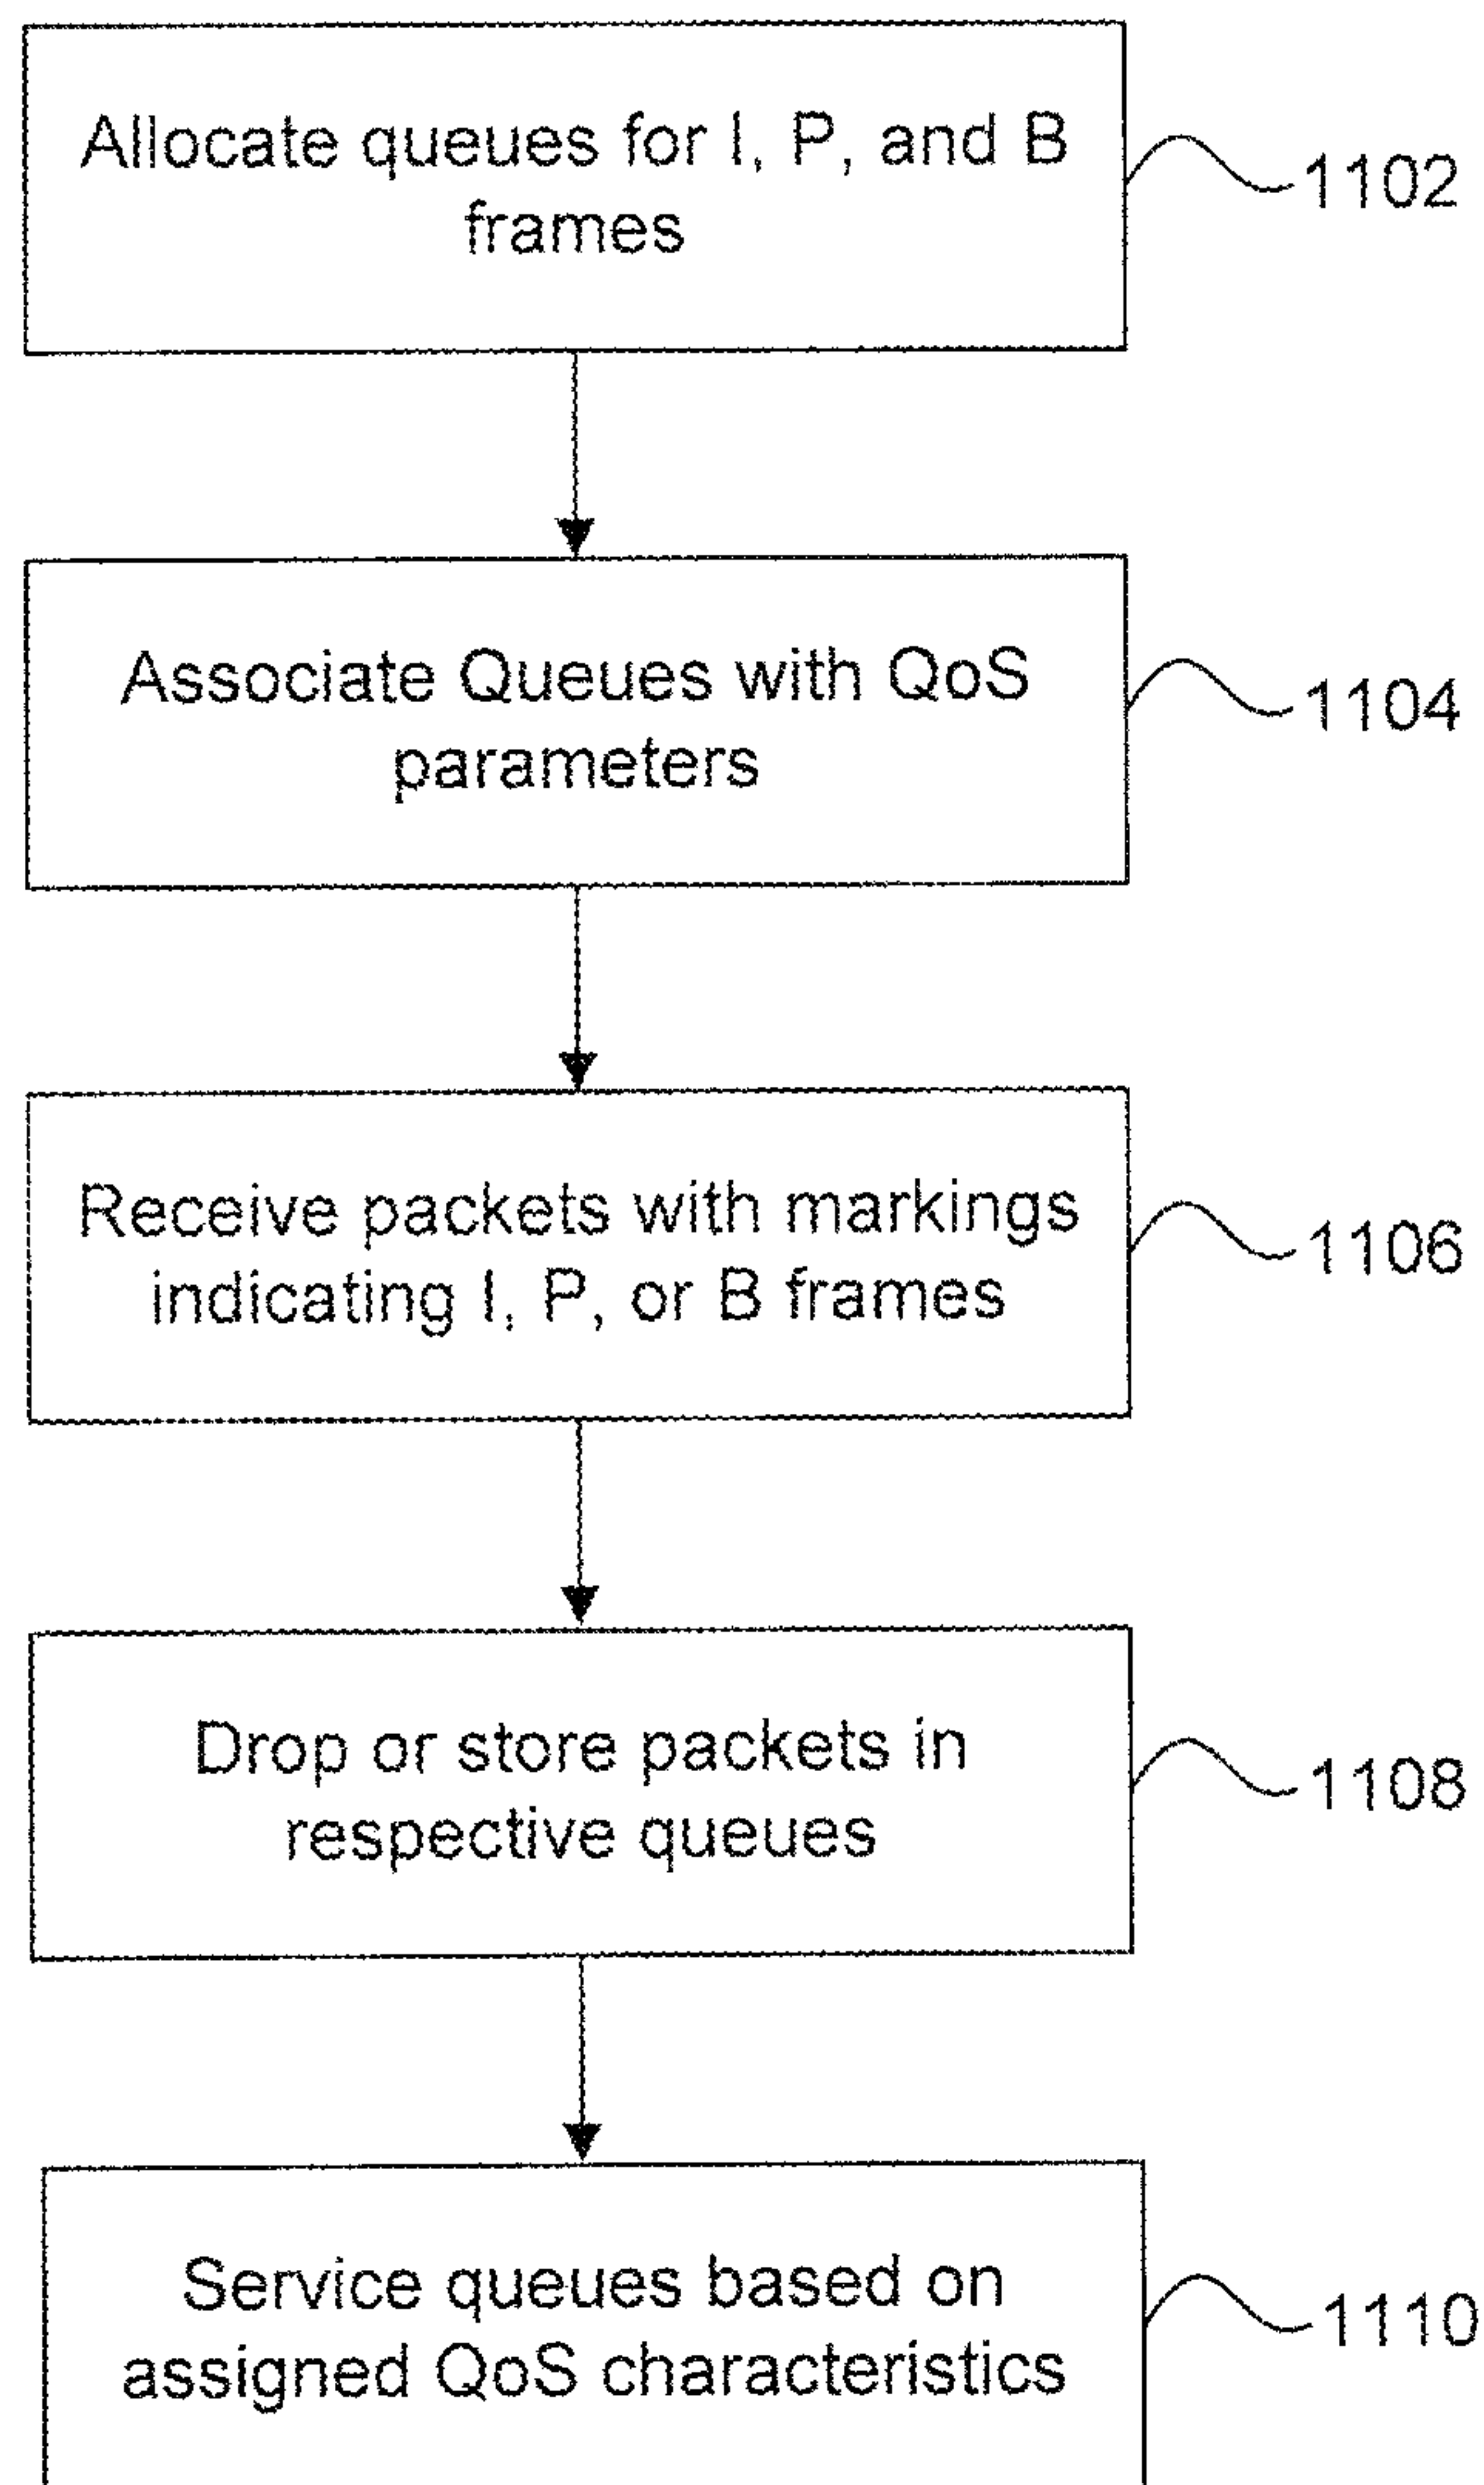 Allocate queues for I, P, and B
frames
1102
Associate Queues with QoS
parameters
1104
Receive packets with markings
indicating I, P, or B frames
1106
Drop or store packets in
respective queues
1108
Service queues based on
assigned QoS characteristics
1110